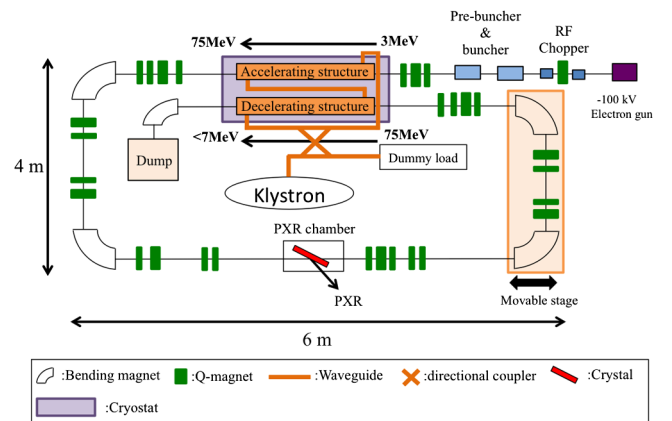 75MeV
3MeV
Pre-buncher
&
buncher
RF
Chopper
Accelerating structure
Decelerating structure
-100 kV
Electron gun
<7MeV
75MeV
Dump
Dummy load
Klystron
4 m
PXR chamber
PXR
Movable stage
6 m
:Bending magnet
:Q-magnet
:Waveguide
:directional coupler
:Crystal
:Cryostat